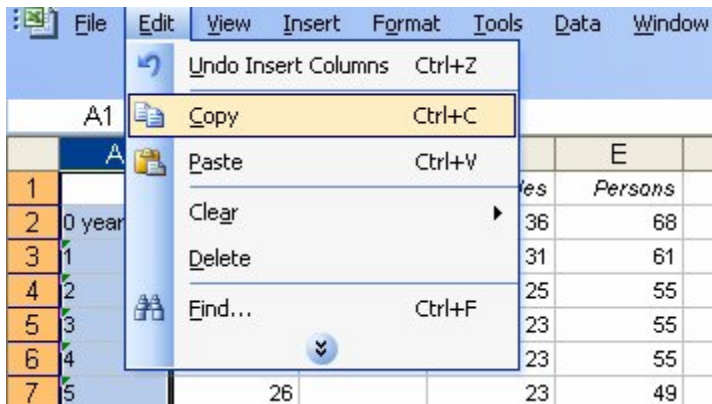 File Edit View Insert Format Tools Data Window
Undo Insert Columns Ctrl+Z
A1 Copy Ctrl+C
A E
Paste Ctrl+V
1 Persons
2 0 year 36 68
Clear
3 1 31 61
Delete
4 2 25 55
Find... Ctrl+F
5 3 23 55
6 4 23 55
7 5 26 23 49